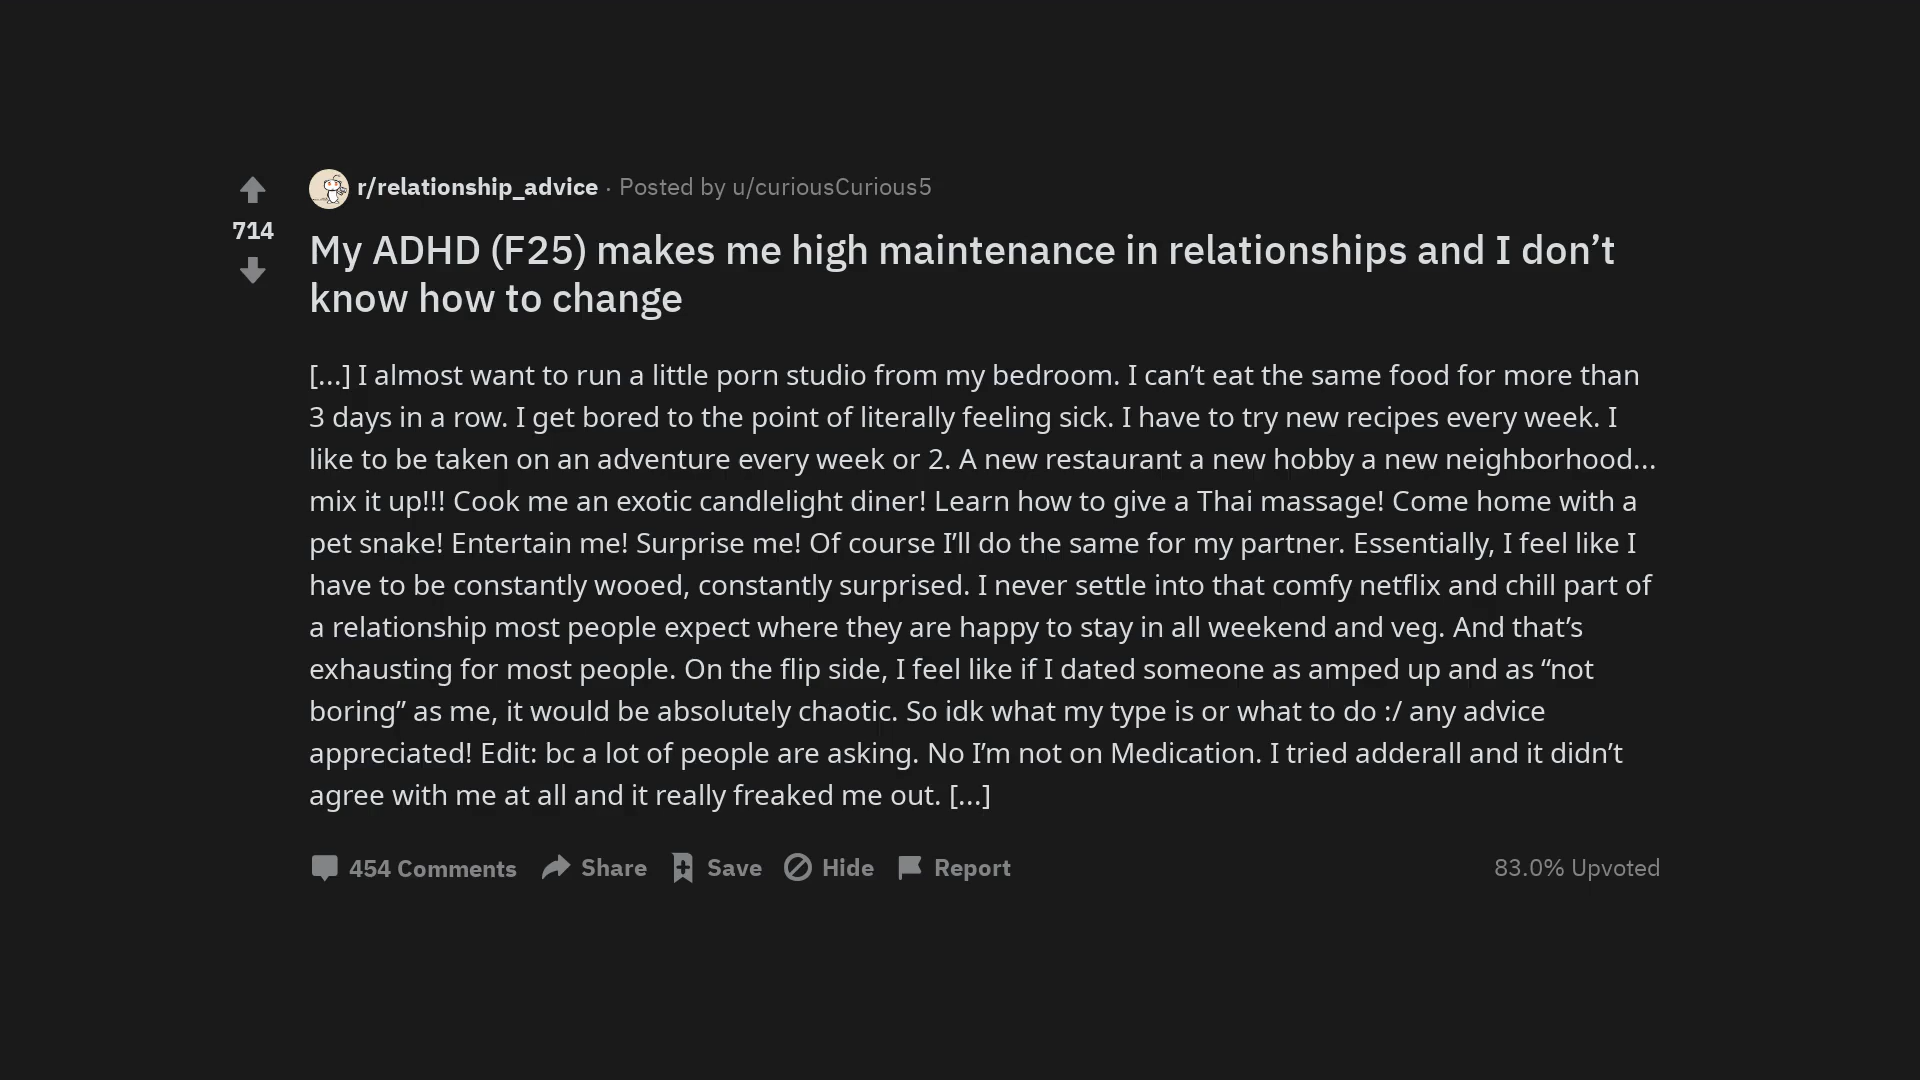 r/relationship_advice · Posted by u/curiousCurious5
714
My ADHD (F25) makes me high maintenance in relationships and I don’t
know how to change
[...] I almost want to run a little porn studio from my bedroom. I can’t eat the same food for more than
3 days in a row. I get bored to the point of literally feeling sick. I have to try new recipes every week. I
like to be taken on an adventure every week or 2. A new restaurant a new hobby a new neighborhood...
mix it up!!! Cook me an exotic candlelight diner! Learn how to give a Thai massage! Come home with a
pet snake! Entertain me! Surprise me! Of course I’ll do the same for my partner. Essentially, I feel like I
have to be constantly wooed, constantly surprised. I never settle into that comfy netflix and chill part of
a relationship most people expect where they are happy to stay in all weekend and veg. And that’s
exhausting for most people. On the flip side, I feel like if I dated someone as amped up and as “not
boring” as me, it would be absolutely chaotic. So idk what my type is or what to do :/ any advice
appreciated! Edit: bc a lot of people are asking. No I’m not on Medication. I tried adderall and it didn’t
agree with me at all and it really freaked me out. [...]
454 Comments Share Save Hide Report 83.0% Upvoted